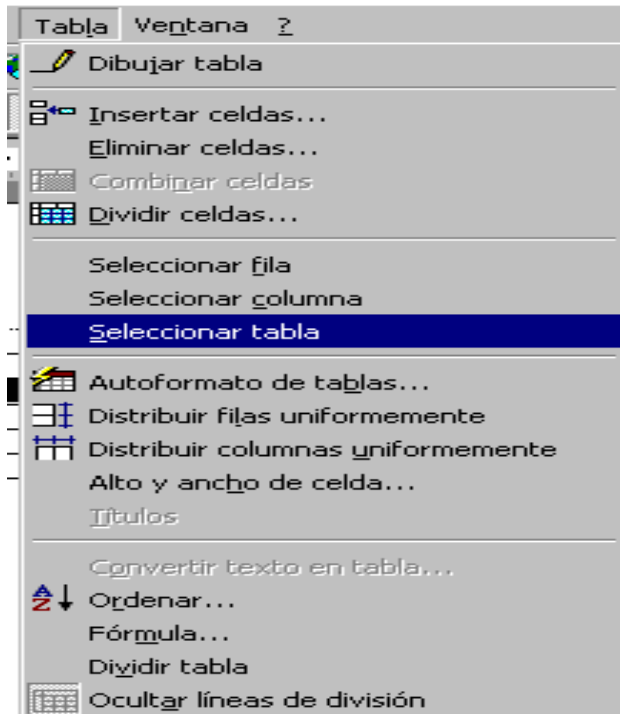 Tabla Ventana ?
Dibujar tabla
Insertar celdas...
Eliminar celdas...
Combinar celdas
Dividir celdas...
Seleccionar fila
Seleccionar columna
Seleccionar tabla
Autoformato de tablas...
Distribuir filas uniformemente
Distribuir columnas uniformemente
Alto y ancho de celda...
Títulos
Convertir texto en tabla...
Ordenar...
Fórmula...
Dividir tabla
Ocultar líneas de división